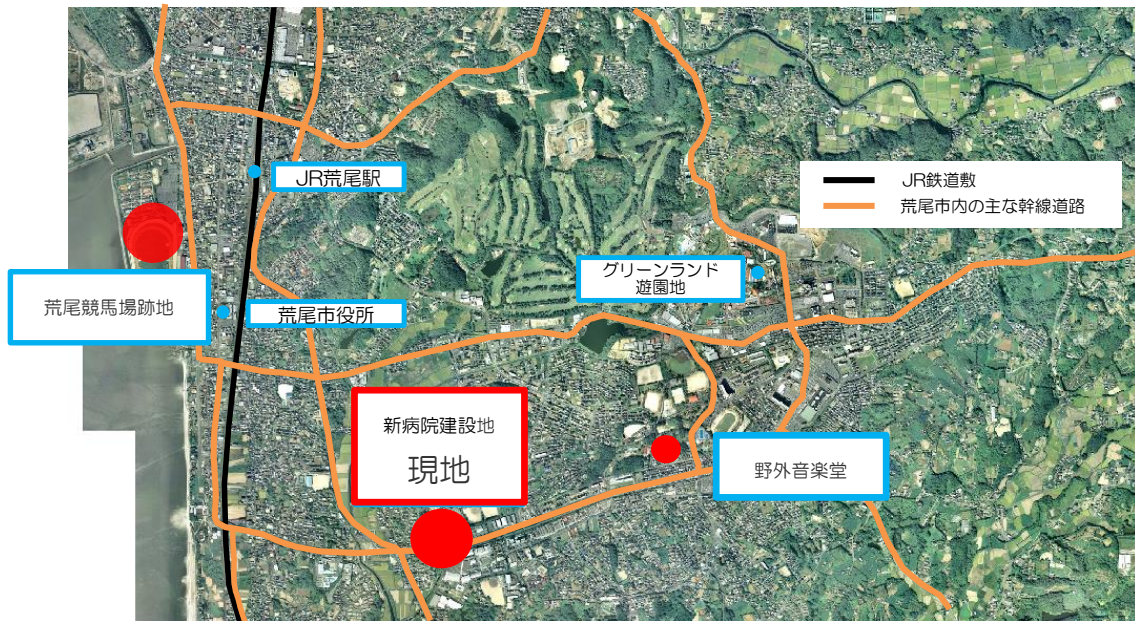 JR荒尾駅
JR鉄道敷
荒尾市内の主な幹線道路
グリーンランド
遊園地
荒尾競馬場跡地
荒尾市役所
新病院建設地
現地
野外音楽堂